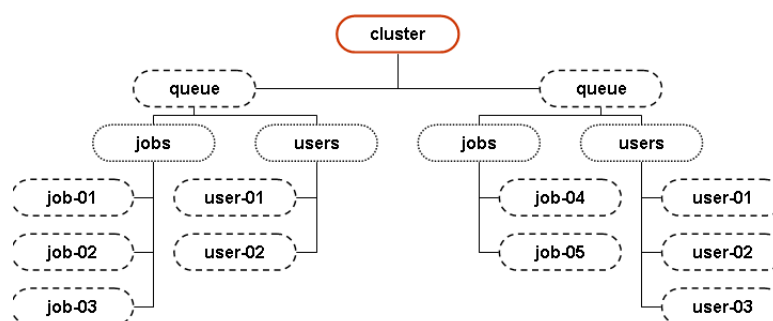 cluster
queue
queue
jobs
users
jobs
users
job-01
user-01
job-04
user-01
job-02
user-02
job-05
user-02
job-03
user-03